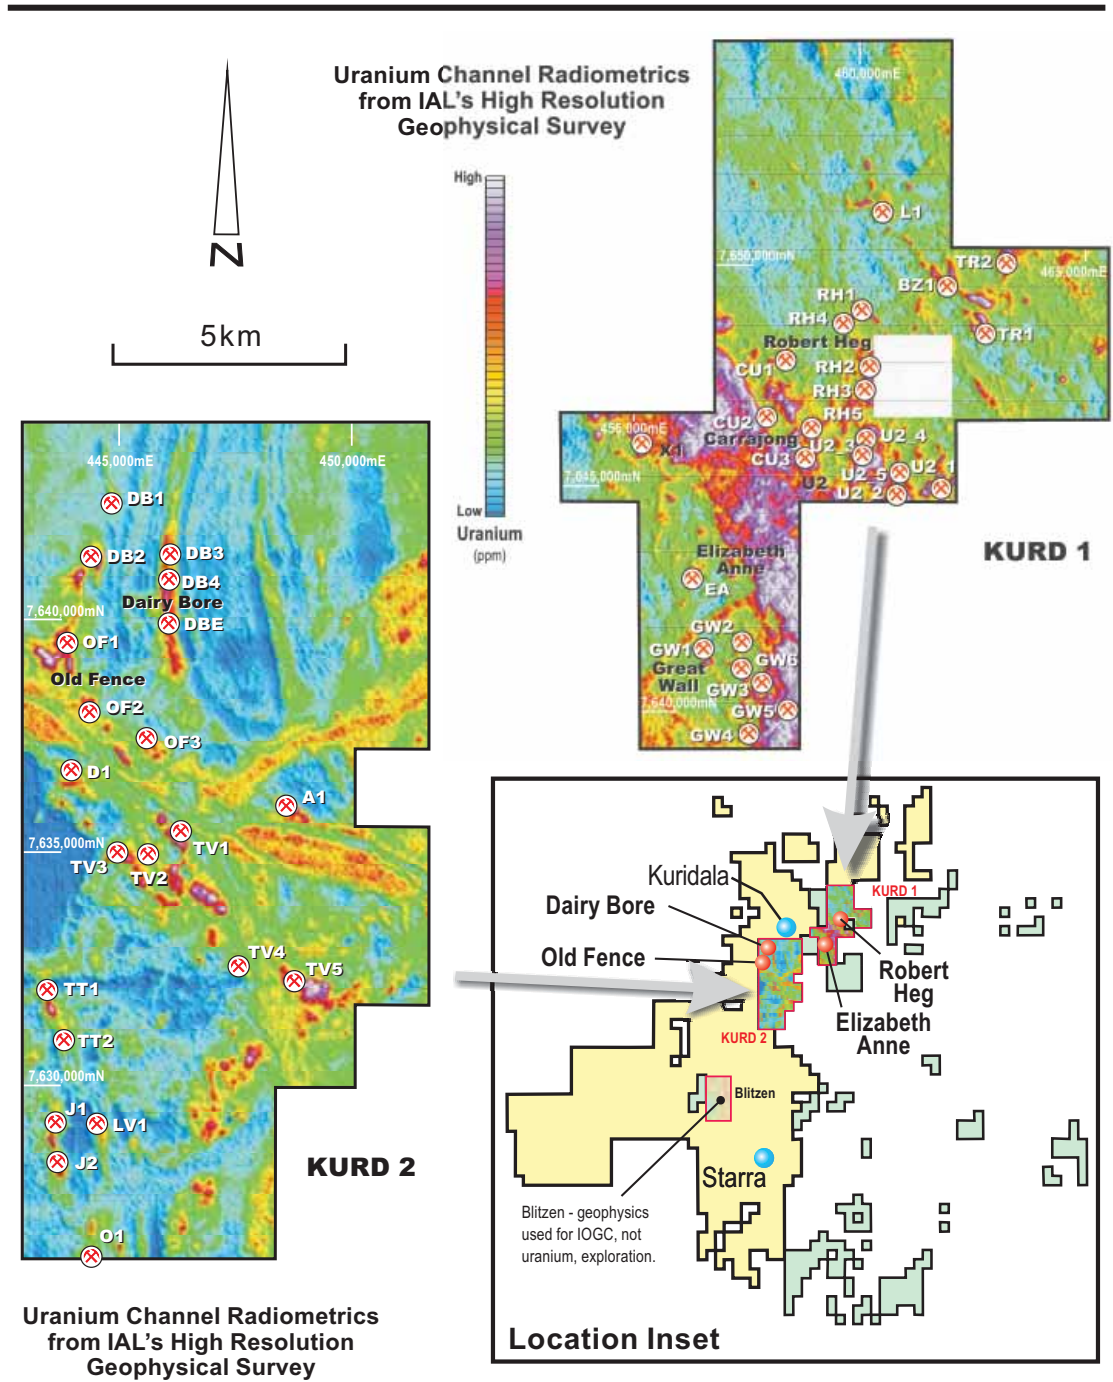 Uranium Channel Radiometrics
from IAL's High Resolution
Geophysical Survey
N
5km
High
Low
Uranium
(ppm)
460,000mE
L1
7,650,000mN
TR2
465,000mE
BZ1
RH1
RH4
TR1
Robert Heg
CU1
RH2
RH3
RH5
455,000mE
CU2
Carrajong
U2_4
X1
U2_3
CU3
7,645,000mN
U2
U2_5
U2_1
U2_2
KURD 1
Elizabeth
Anne
EA
GW2
GW1
GW6
Great
Wall
GW3
7,640,000mN
GW5
GW4
445,000mE
450,000mE
DB1
DB2
DB3
DB4
Dairy Bore
7,640,000mN
DBE
OF1
Old Fence
OF2
OF3
D1
A1
7,635,000mN
TV1
TV3
TV2
TV4
TV5
TT1
TT2
7,630,000mN
J1
LV1
J2
KURD 2
O1
Uranium Channel Radiometrics
from IAL's High Resolution
Geophysical Survey
Kuridala
KURD 1
Dairy Bore
Old Fence
Robert
Heg
Elizabeth
Anne
KURD 2
Blitzen
Starra
Blitzen - geophysics
used for IOGC, not
uranium, exploration.
Location Inset